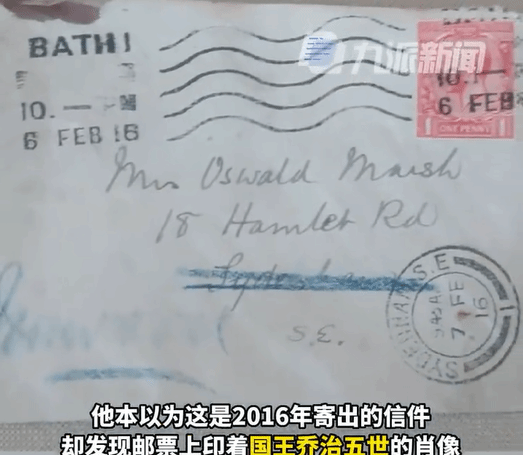 BATH 1
10.— PM
6 FEB 16
九派新闻
10.—
6 FEB
1 ONE PENNY 1
Mrs Oswald Marsh
18 Hamlet Rd
Sydenham
S.E.
SYDENHAM S.E.
7 FE
16
他本以为这是2016年寄出的信件
却发现邮票上印着国王乔治五世的肖像